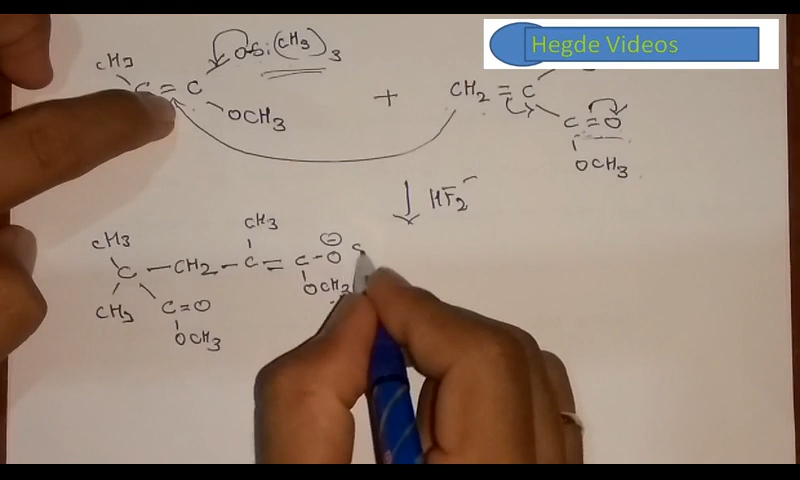 Hegde Videos
CH3 OSi(CH3)3
C = C
OCH3
+
CH2 = C
C = O
OCH3
HF2⁻
CH3 CH3 ⊖
C — CH2 — C = C - O S
CH3 C = O OCH3
OCH3